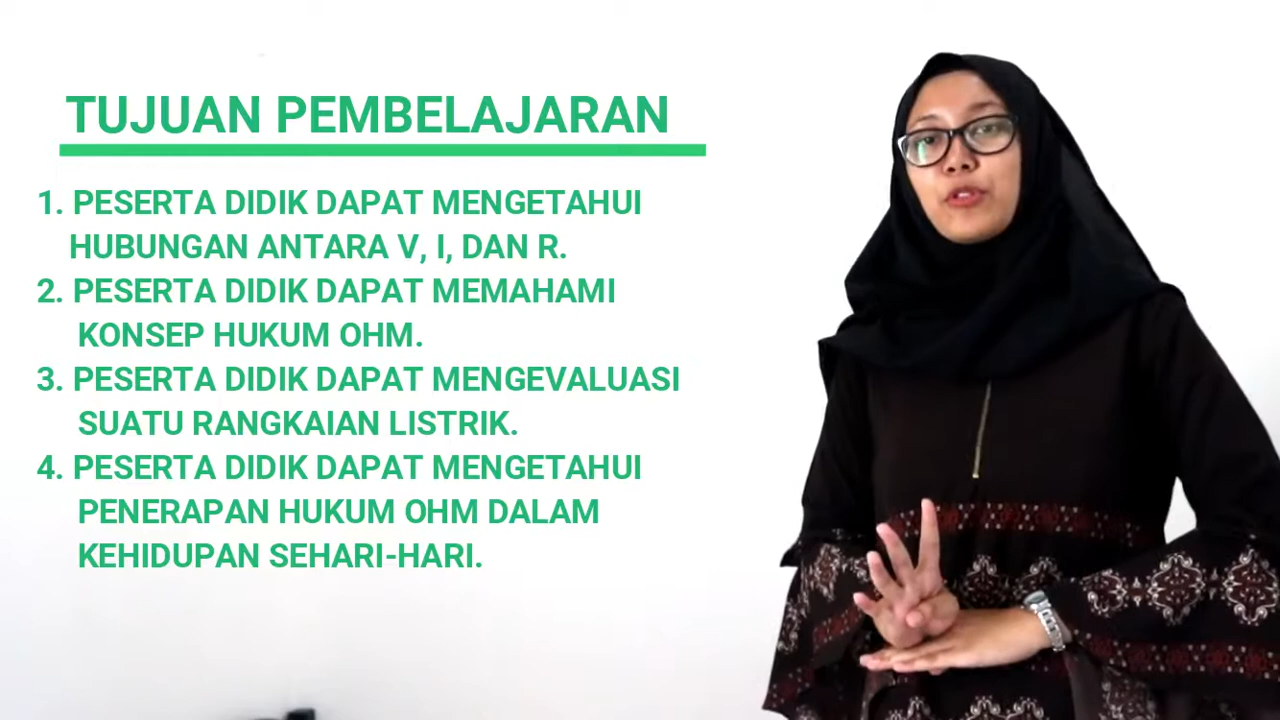 TUJUAN PEMBELAJARAN
1. PESERTA DIDIK DAPAT MENGETAHUI
HUBUNGAN ANTARA V, I, DAN R.
2. PESERTA DIDIK DAPAT MEMAHAMI
KONSEP HUKUM OHM.
3. PESERTA DIDIK DAPAT MENGEVALUASI
SUATU RANGKAIAN LISTRIK.
4. PESERTA DIDIK DAPAT MENGETAHUI
PENERAPAN HUKUM OHM DALAM
KEHIDUPAN SEHARI-HARI.